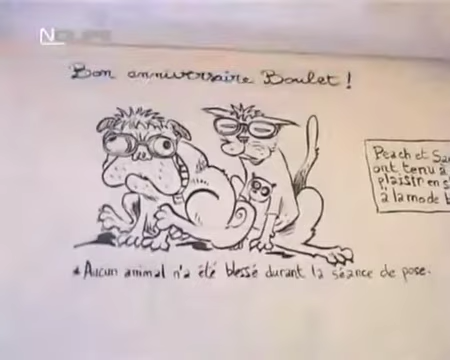 Bon anniversaire Boulet !
Peach et Sa
ont tenu à
plaisir en s
à la mode b
* Aucun animal n'a été blessé durant la séance de pose.